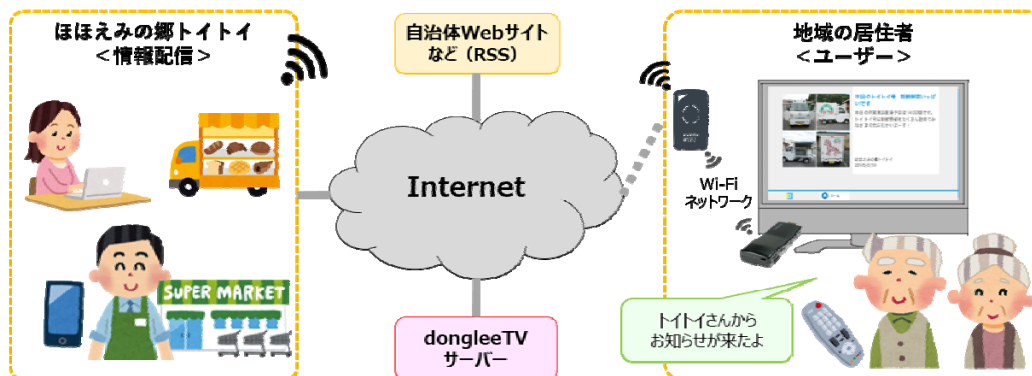 ほほえみの郷トイトイ
＜情報配信＞
自治体Webサイト
など（RSS）
地域の居住者
＜ユーザー＞
Internet
Wi-Fi
ネットワーク
SUPER MARKET
dongleeTV
サーバー
トイトイさんから
お知らせが来たよ